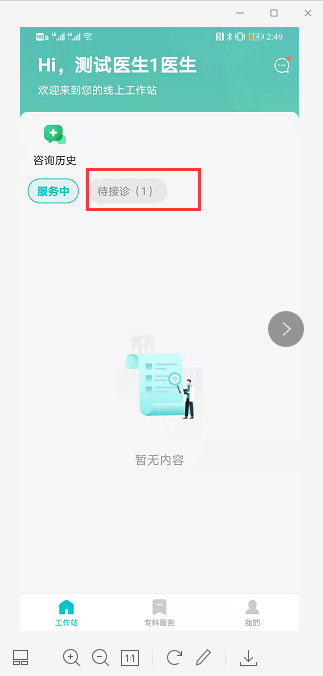 2:49
Hi，测试医生1医生
欢迎来到您的线上工作站
咨询历史
服务中
待接诊（1）
暂无内容
工作站
专科服务
我的
1:1